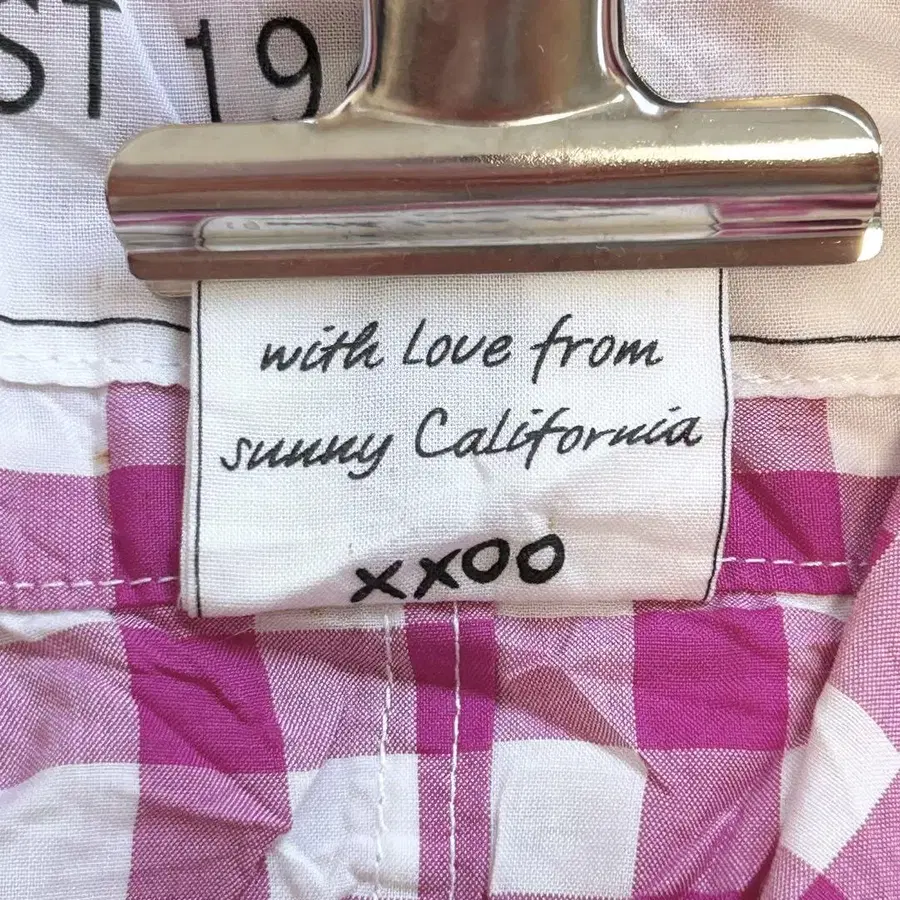 ST 19
with Love from
sunny California
xxoo